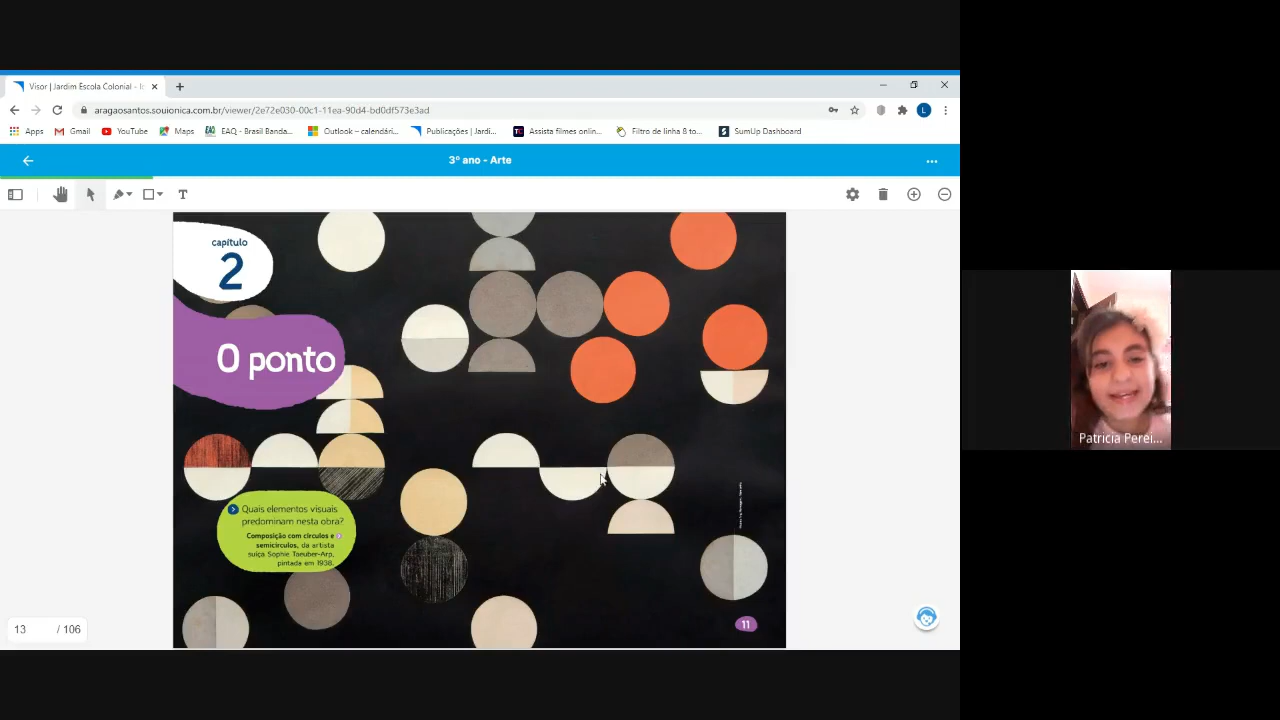 Visor | Jardim Escola Colonial - I
aragaosantos.souionica.com.br/viewer/2e72e030-00c1-11ea-90d4-bd0df573e3ad
L
Apps
Gmail
YouTube
Maps
EAQ - Brasil Banda...
Outlook – calendári...
Publicações | Jardi...
Assista filmes onlin...
Filtro de linha 8 to...
SumUp Dashboard
3º ano - Arte
T
capítulo
2
O ponto
Quais elementos visuais
predominam nesta obra?
Composição com círculos e
semicírculos, da artista
suíça Sophie Taeuber-Arp,
pintada em 1938.
11
13 / 106
Patricia Perei...